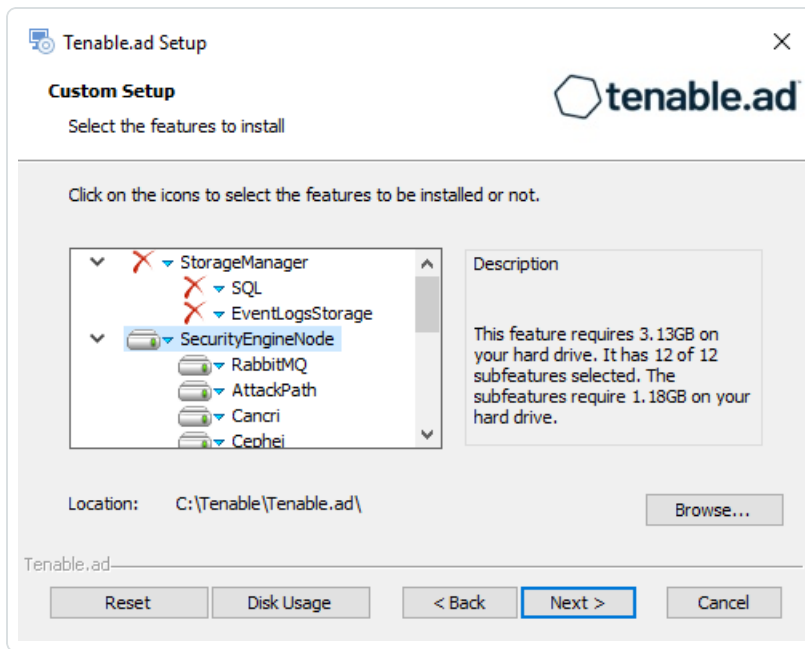 Tenable.ad Setup
Custom Setup
Select the features to install
tenable.ad
Click on the icons to select the features to be installed or not.
StorageManager
SQL
EventLogsStorage
SecurityEngineNode
RabbitMQ
AttackPath
Cancri
Cephei
Description
This feature requires 3.13GB on
your hard drive. It has 12 of 12
subfeatures selected. The
subfeatures require 1.18GB on your
hard drive.
Location: C:\Tenable\Tenable.ad\
Browse...
Tenable.ad
Reset
Disk Usage
< Back
Next >
Cancel